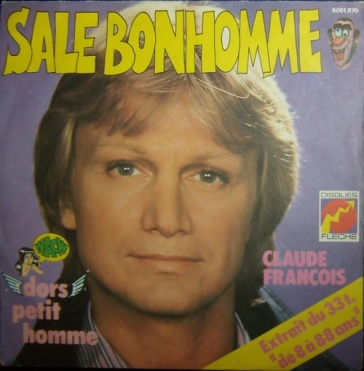 6061.870
SALE BONHOMME
DISQUES
FLECHE
CLAUDE
FRANÇOIS
dors
petit
homme
Extrait du 33 t.
"de 8 à 88 ans"